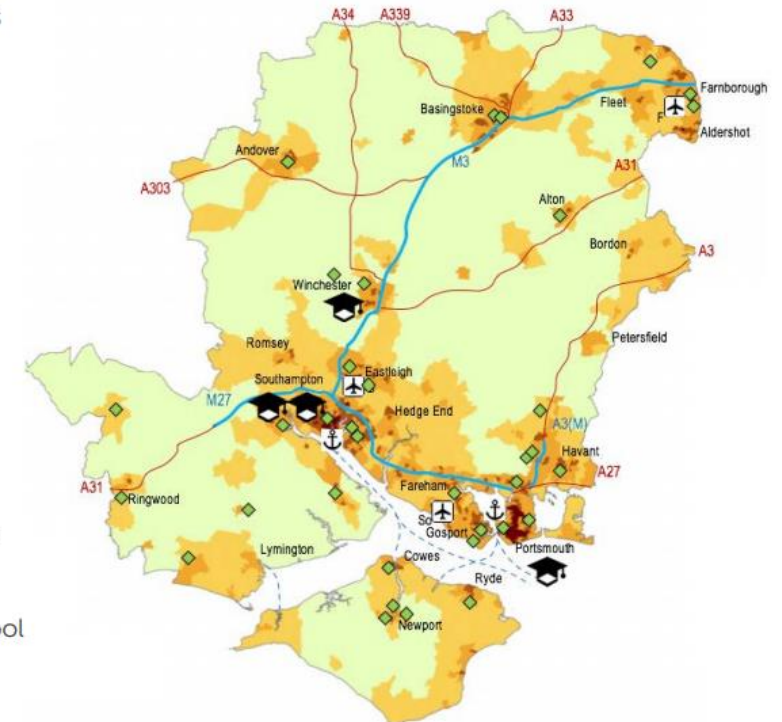 A34
A339
A33
Farnborough
Fleet
F
Basingstoke
Aldershot
Andover
M3
A31
A303
Alton
Bordon
A3
Winchester
Petersfield
Romsey
Eastleigh
Southampton
M27
Hedge End
A3(M)
Havant
A31
A27
Ringwood
Fareham
So
Gosport
Lymington
Portsmouth
Cowes
Ryde
Newport